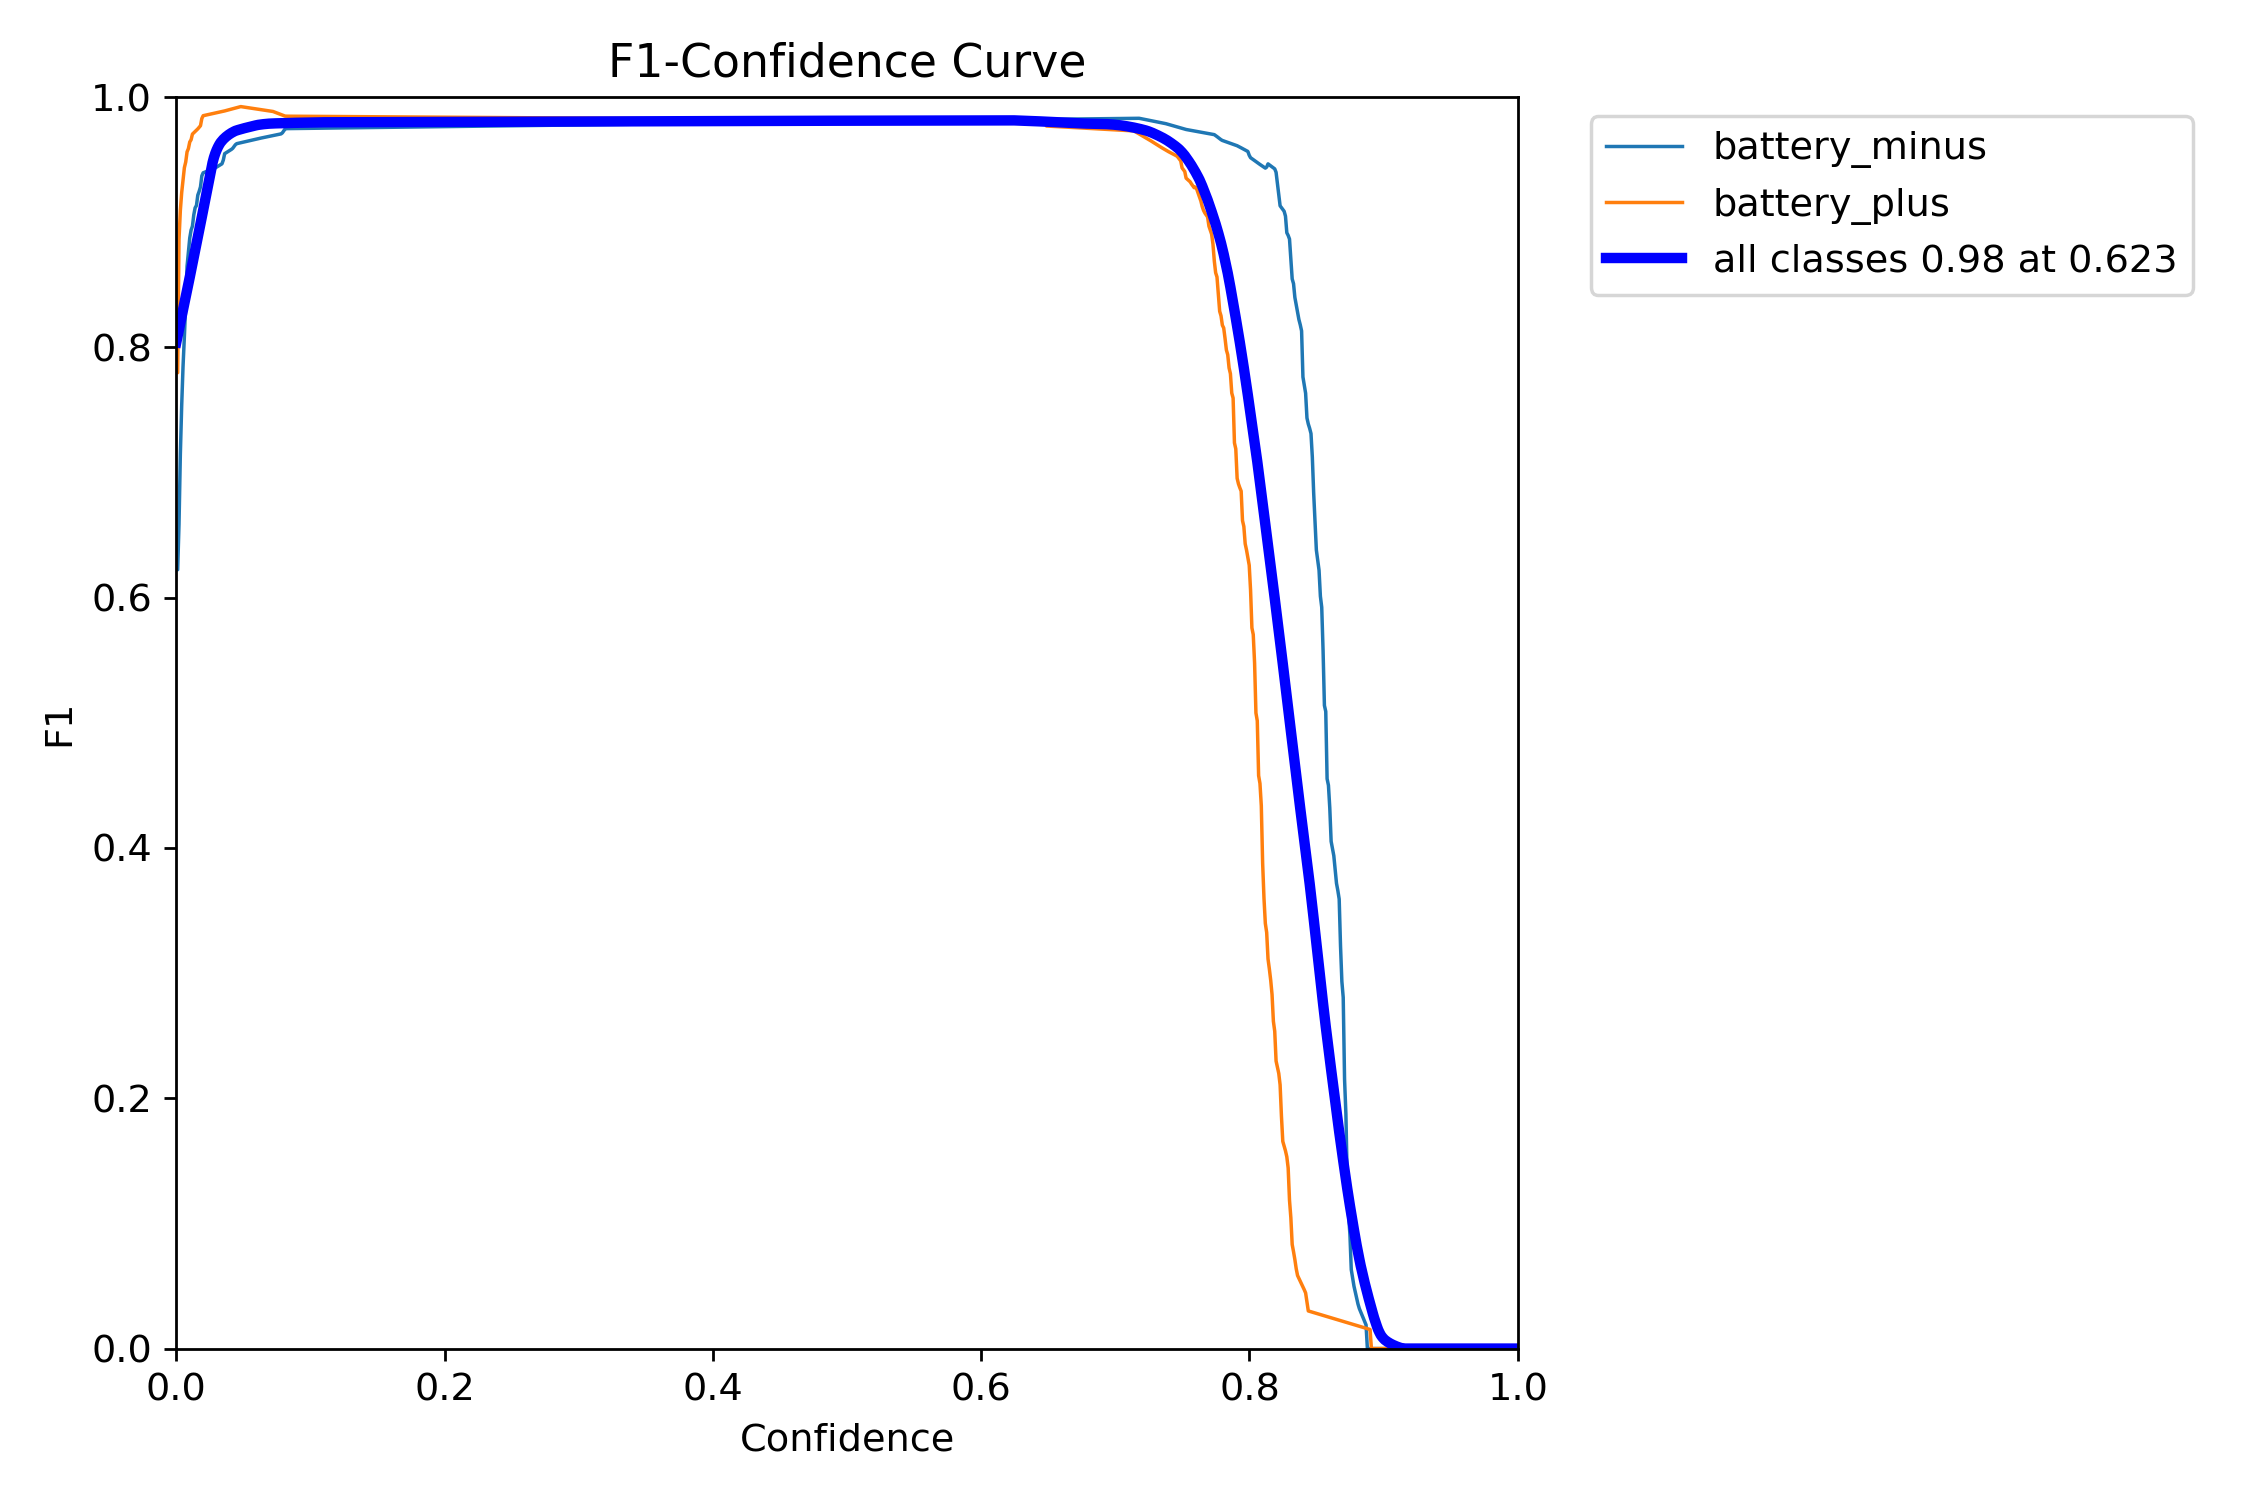 F1-Confidence Curve
1.0
0.8
0.6
0.4
0.2
0.0
F1
0.0 0.2 0.4 0.6 0.8 1.0
Confidence
battery_minus
battery_plus
all classes 0.98 at 0.623